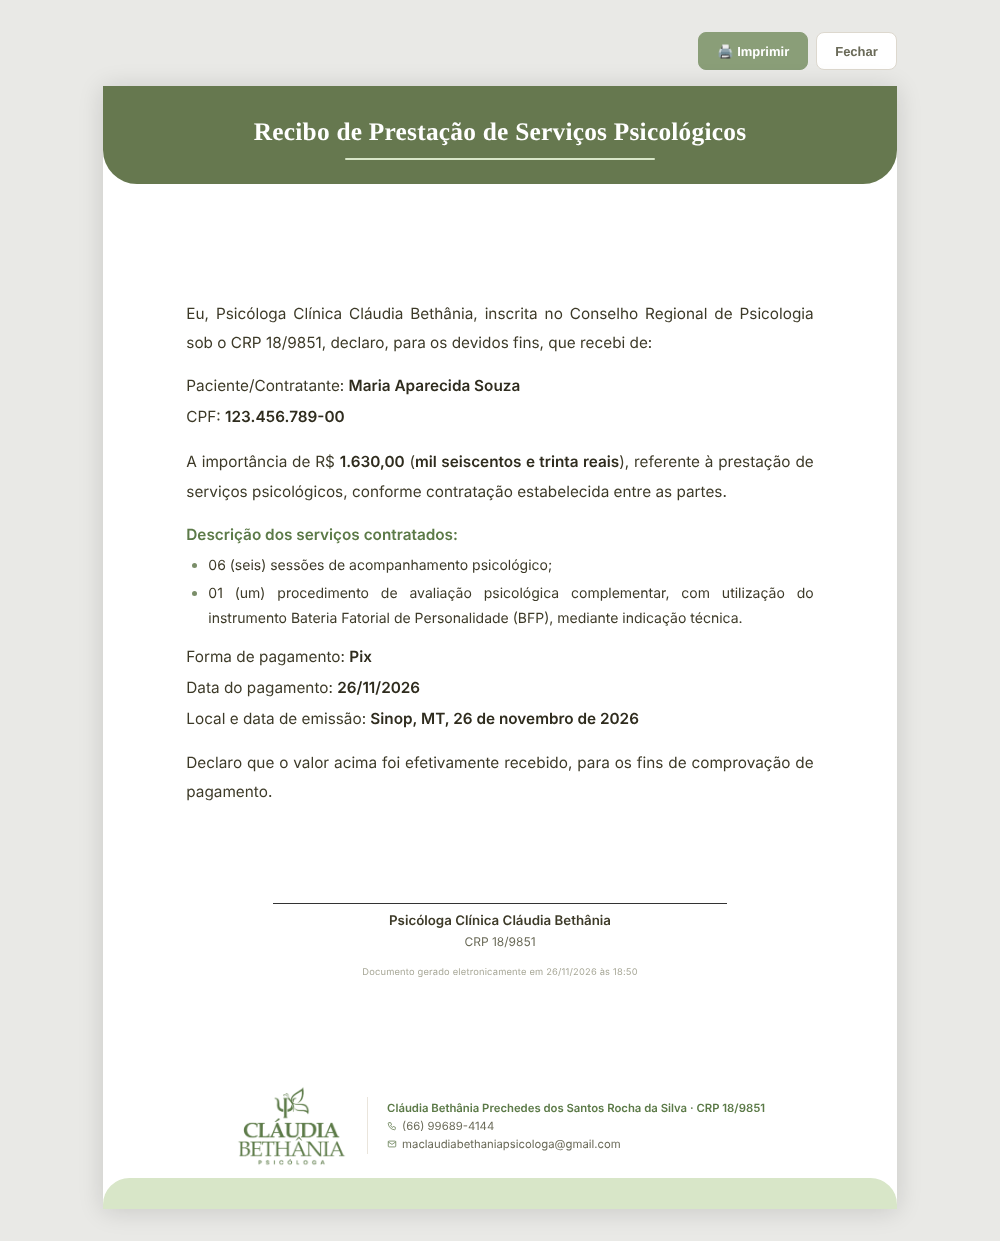 Imprimir
Fechar
Recibo de Prestação de Serviços Psicológicos
Eu, Psicóloga Clínica Cláudia Bethânia, inscrita no Conselho Regional de Psicologia
sob o CRP 18/9851, declaro, para os devidos fins, que recebi de:
Paciente/Contratante: Maria Aparecida Souza
CPF: 123.456.789-00
A importância de R$ 1.630,00 (mil seiscentos e trinta reais), referente à prestação de
serviços psicológicos, conforme contratação estabelecida entre as partes.
Descrição dos serviços contratados:
• 06 (seis) sessões de acompanhamento psicológico;
• 01 (um) procedimento de avaliação psicológica complementar, com utilização do
instrumento Bateria Fatorial de Personalidade (BFP), mediante indicação técnica.
Forma de pagamento: Pix
Data do pagamento: 26/11/2026
Local e data de emissão: Sinop, MT, 26 de novembro de 2026
Declaro que o valor acima foi efetivamente recebido, para os fins de comprovação de
pagamento.
Psicóloga Clínica Cláudia Bethânia
CRP 18/9851
Documento gerado eletronicamente em 26/11/2026 às 18:50
CLÁUDIA
BETHÂNIA
PSICÓLOGA
Cláudia Bethânia Prechedes dos Santos Rocha da Silva · CRP 18/9851
(66) 99689-4144
maclaudiabethaniapsicologa@gmail.com